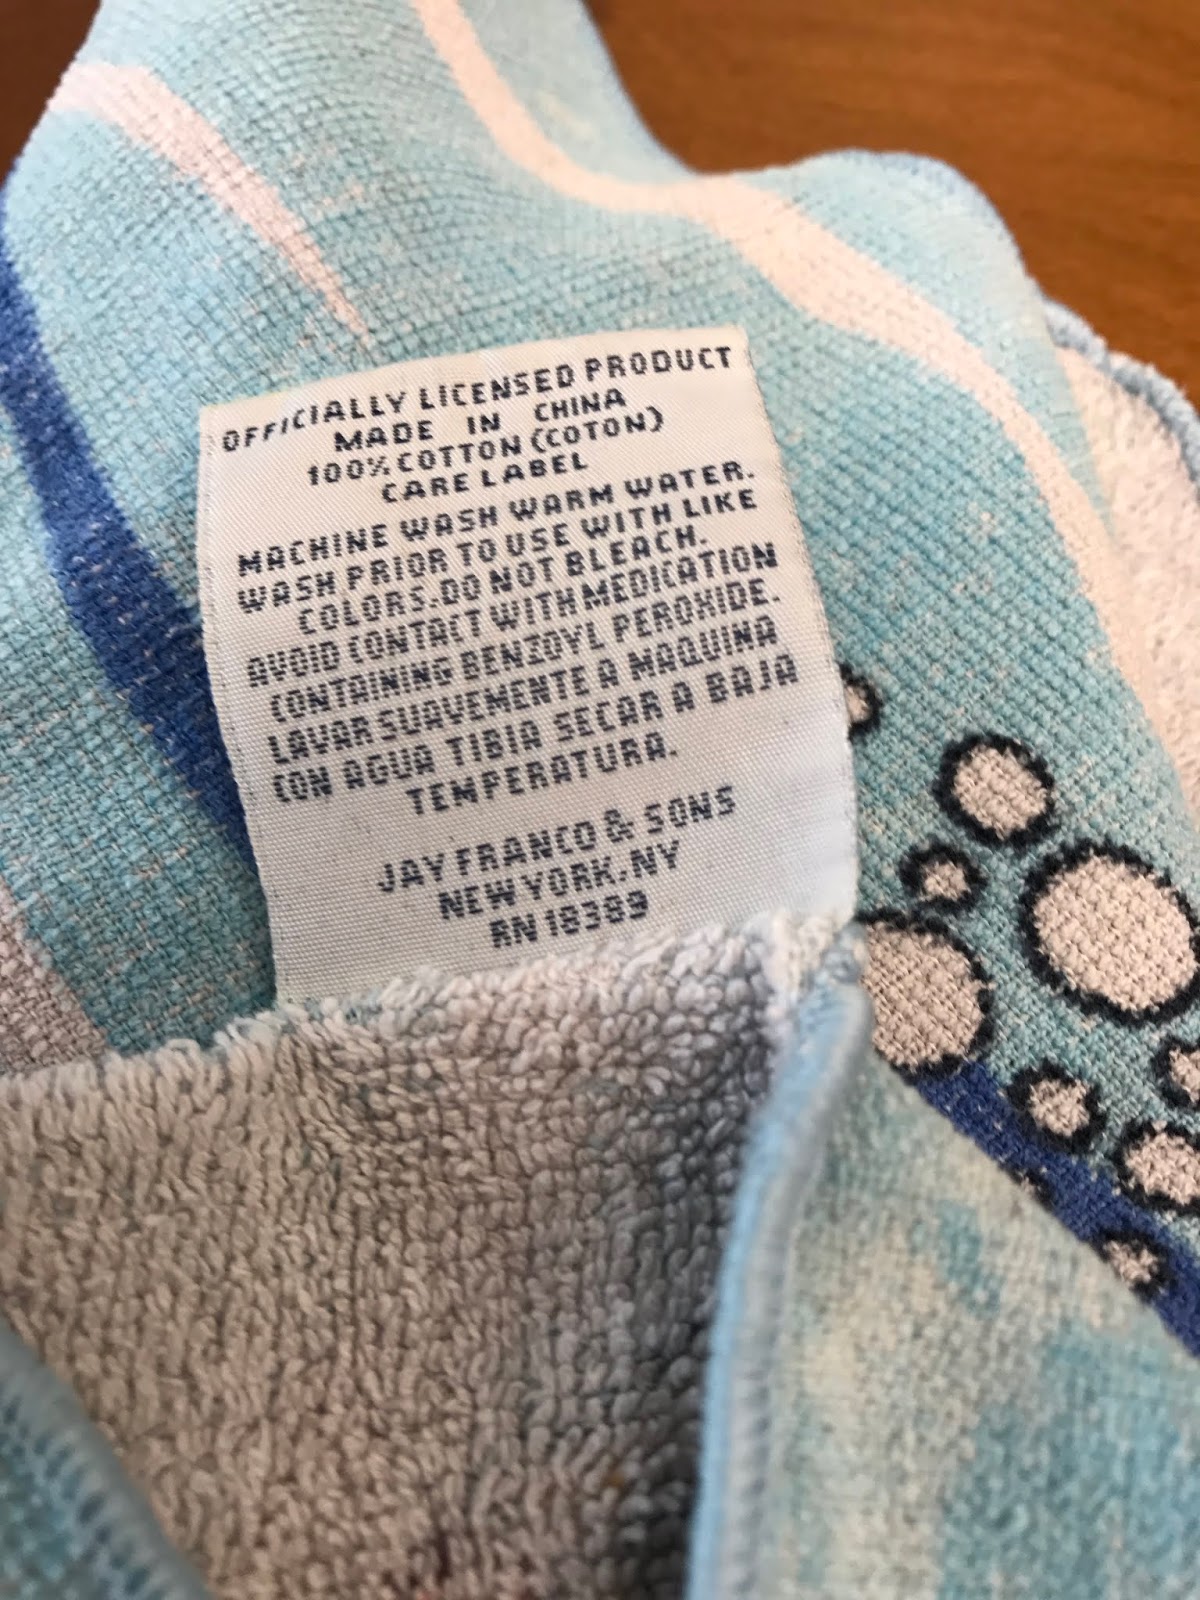 OFFICIALLY LICENSED PRODUCT
MADE IN CHINA
100% COTTON (COTON)
CARE LABEL
MACHINE WASH WARM WATER.
WASH PRIOR TO USE WITH LIKE
COLORS.DO NOT BLEACH.
AVOID CONTACT WITH MEDICATION
CONTAINING BENZOYL PEROXIDE.
LAVAR SUAVEMENTE A MAQUINA
CON AGUA TIBIA SECAR A BAJA
TEMPERATURA.
JAY FRANCO & SONS
NEW YORK, NY
RN 18389